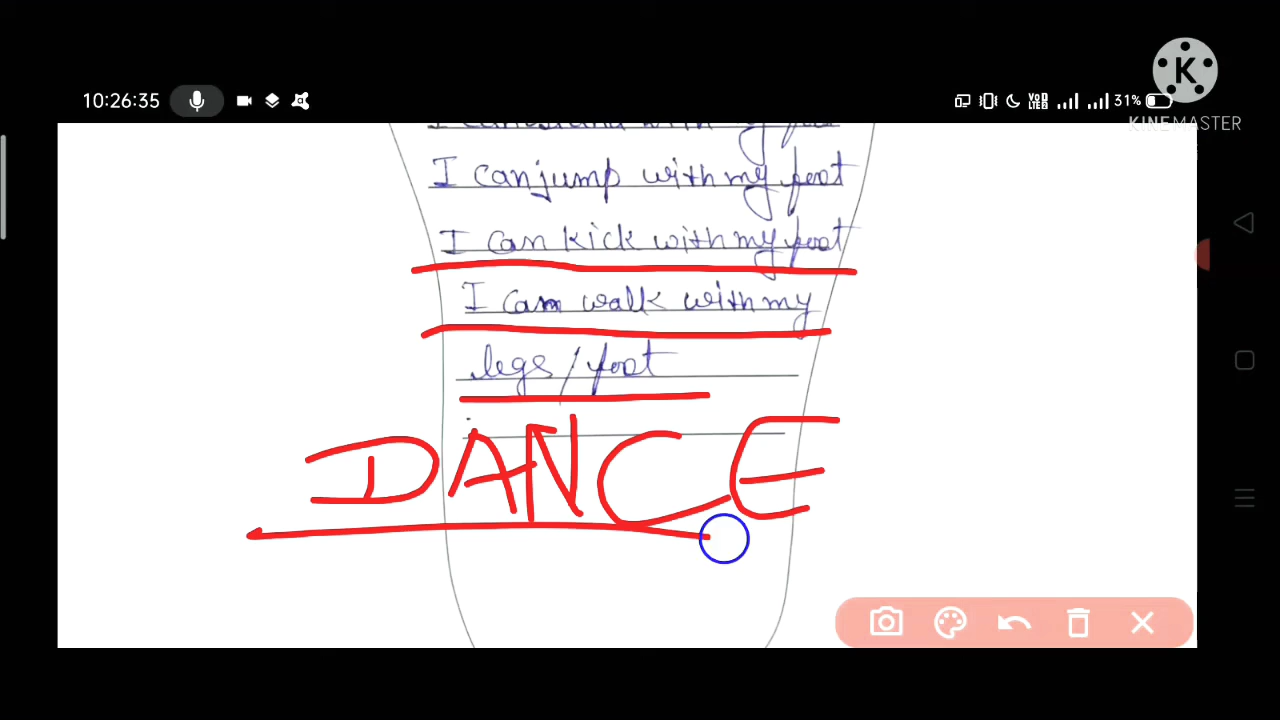 10:26:35
31%
KINEMASTER
I can jump with my foot
I can kick with my foot
I can walk with my
legs/foot
DANCE